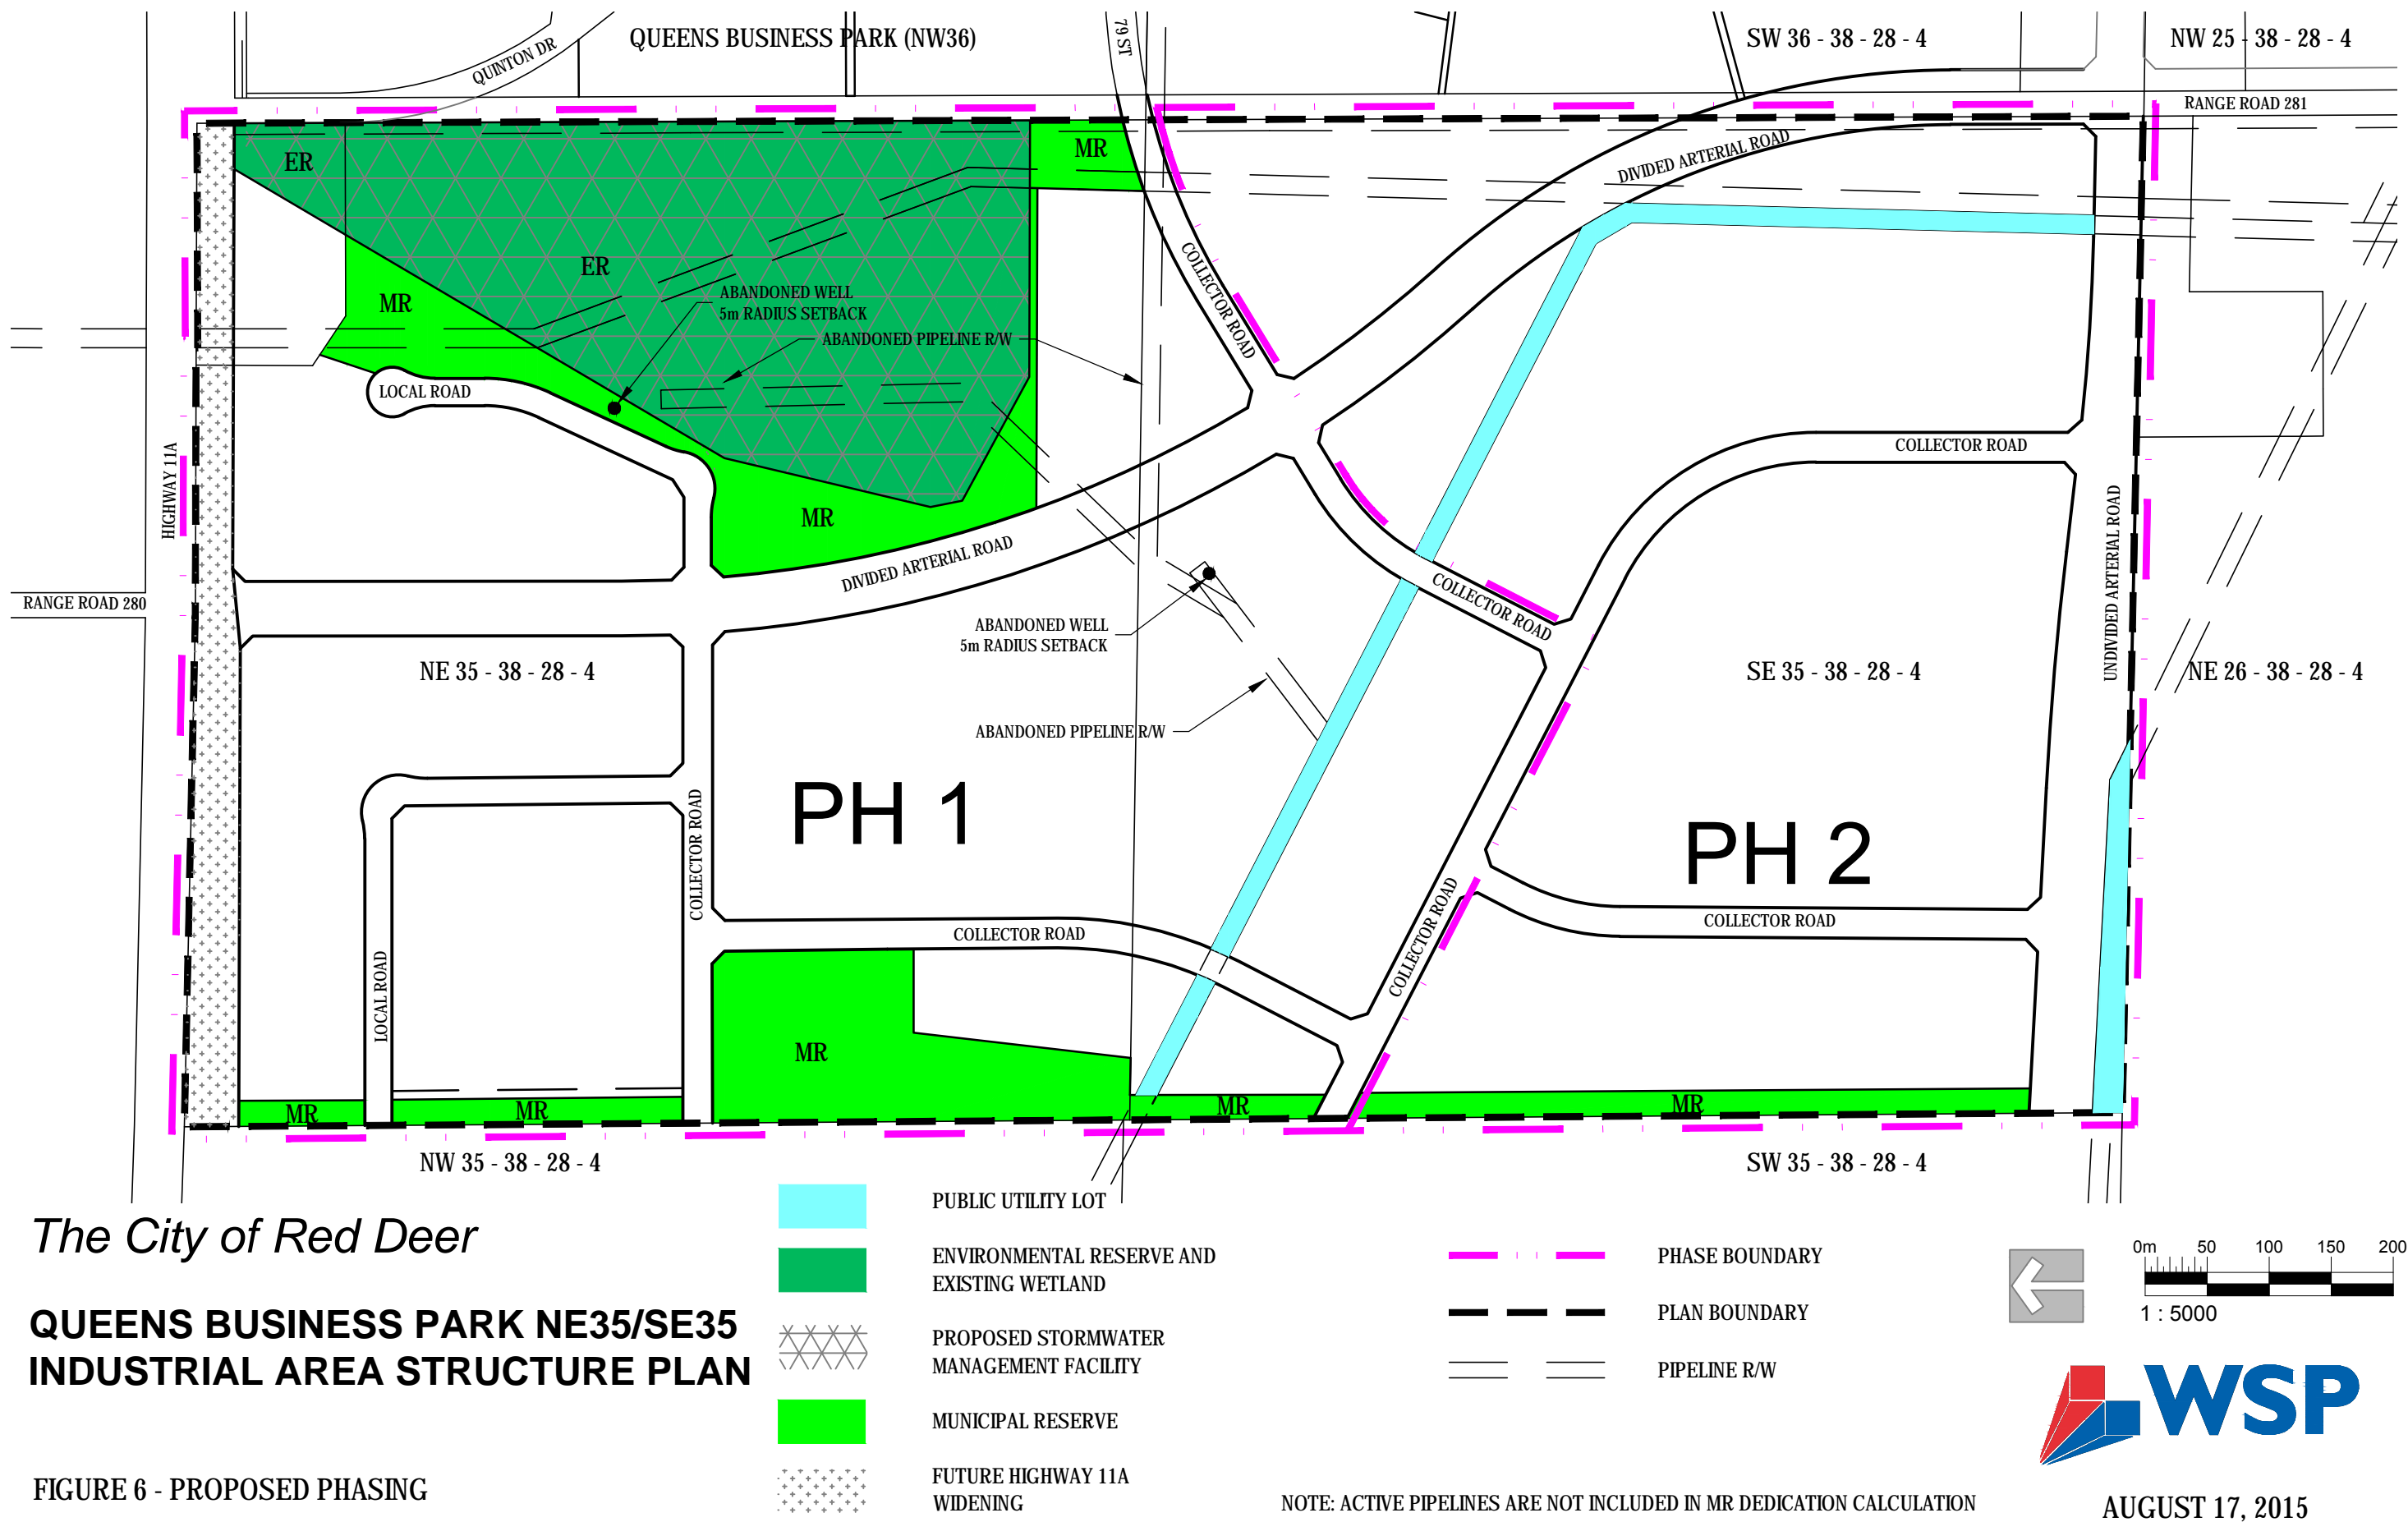 QUINTON DR
QUEENS BUSINESS PARK (NW36)
79 ST
SW 36 - 38 - 28 - 4
NW 25 - 38 - 28 - 4
RANGE ROAD 281
ER
MR
DIVIDED ARTERIAL ROAD
ER
MR
COLLECTOR ROAD
ABANDONED WELL
5m RADIUS SETBACK
ABANDONED PIPELINE R/W
LOCAL ROAD
HIGHWAY 11A
COLLECTOR ROAD
MR
DIVIDED ARTERIAL ROAD
UNDIVIDED ARTERIAL ROAD
RANGE ROAD 280
COLLECTOR ROAD
ABANDONED WELL
5m RADIUS SETBACK
NE 35 - 38 - 28 - 4
SE 35 - 38 - 28 - 4
NE 26 - 38 - 28 - 4
ABANDONED PIPELINE R/W
PH 1
PH 2
COLLECTOR ROAD
COLLECTOR ROAD
COLLECTOR ROAD
COLLECTOR ROAD
LOCAL ROAD
MR
MR
MR
MR
MR
NW 35 - 38 - 28 - 4
SW 35 - 38 - 28 - 4
The City of Red Deer
QUEENS BUSINESS PARK NE35/SE35
INDUSTRIAL AREA STRUCTURE PLAN
FIGURE 6 - PROPOSED PHASING
PUBLIC UTILITY LOT
ENVIRONMENTAL RESERVE AND
EXISTING WETLAND
PROPOSED STORMWATER
MANAGEMENT FACILITY
MUNICIPAL RESERVE
FUTURE HIGHWAY 11A
WIDENING
PHASE BOUNDARY
PLAN BOUNDARY
PIPELINE R/W
0m 50 100 150 200
1 : 5000
WSP
NOTE: ACTIVE PIPELINES ARE NOT INCLUDED IN MR DEDICATION CALCULATION
AUGUST 17, 2015